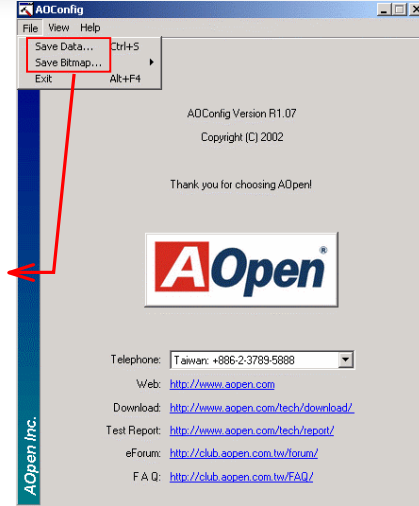 AOConfig
File View Help
Save Data... Ctrl+S
Save Bitmap...
Exit Alt+F4
AOConfig Version R1.07
Copyright (C) 2002
Thank you for choosing AOpen!
AOpen®
Telephone: Taiwan: +886-2-3789-5888
Web: http://www.aopen.com
Download: http://www.aopen.com/tech/download/
Test Report: http://www.aopen.com/tech/report/
eForum: http://club.aopen.com.tw/forum/
F A Q: http://club.aopen.com.tw/FAQ/
AOpen Inc.